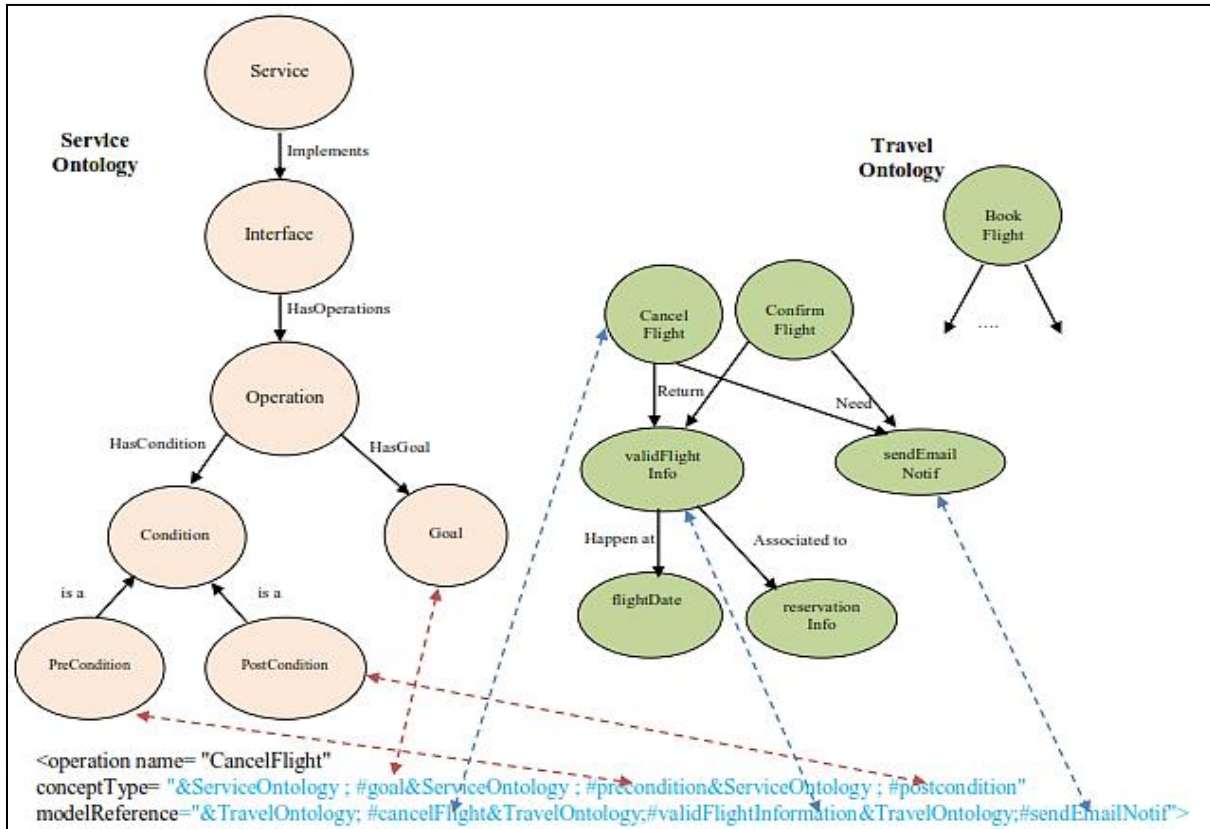 Service
Service
Ontology
Implements
Travel
Ontology
Interface
Book
Flight
HasOperations
Cancel
Flight
Confirm
Flight
....
Operation
Return
Need
HasCondition
HasGoal
validFlight
Info
sendEmail
Notif
Condition
Goal
Happen at
Associated to
is a
is a
flightDate
reservation
Info
PreCondition
PostCondition
<operation name= "CancelFlight"
conceptType= "&ServiceOntology ; #goal&ServiceOntology ; #precondition&ServiceOntology ; #postcondition"
modelReference="&TravelOntology; #cancelFlight&TravelOntology;#validFlightInformation&TravelOntology;#sendEmailNotif">